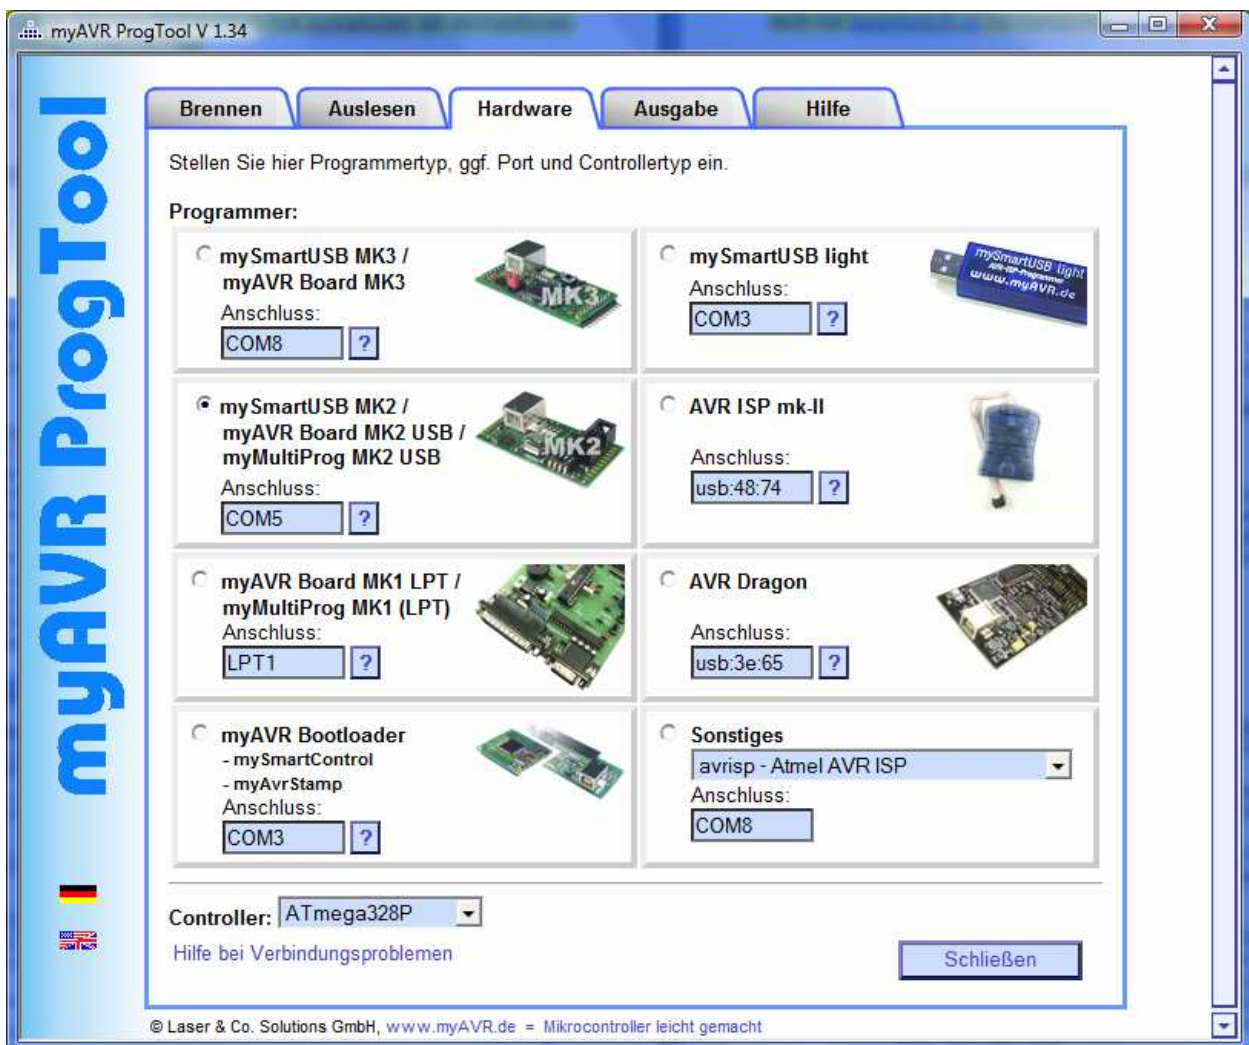 myAVR ProgTool V 1.34
myAVR ProgTool
Brennen
Auslesen
Hardware
Ausgabe
Hilfe
Stellen Sie hier Programmertyp, ggf. Port und Controllertyp ein.
Programmer:
mySmartUSB MK3 /
myAVR Board MK3
Anschluss:
COM8 ?
MK3
mySmartUSB light
Anschluss:
COM3 ?
mySmartUSB light
AVR-ISP-Programmer
www.myAVR.de
mySmartUSB MK2 /
myAVR Board MK2 USB /
myMultiProg MK2 USB
Anschluss:
COM5 ?
MK2
AVR ISP mk-II
Anschluss:
usb:48:74 ?
myAVR Board MK1 LPT /
myMultiProg MK1 (LPT)
Anschluss:
LPT1 ?
AVR Dragon
Anschluss:
usb:3e:65 ?
myAVR Bootloader
- mySmartControl
- myAvrStamp
Anschluss:
COM3 ?
Sonstiges
avrisp - Atmel AVR ISP
Anschluss:
COM8
Controller: ATmega328P
Hilfe bei Verbindungsproblemen
Schließen
© Laser & Co. Solutions GmbH, www.myAVR.de = Mikrocontroller leicht gemacht